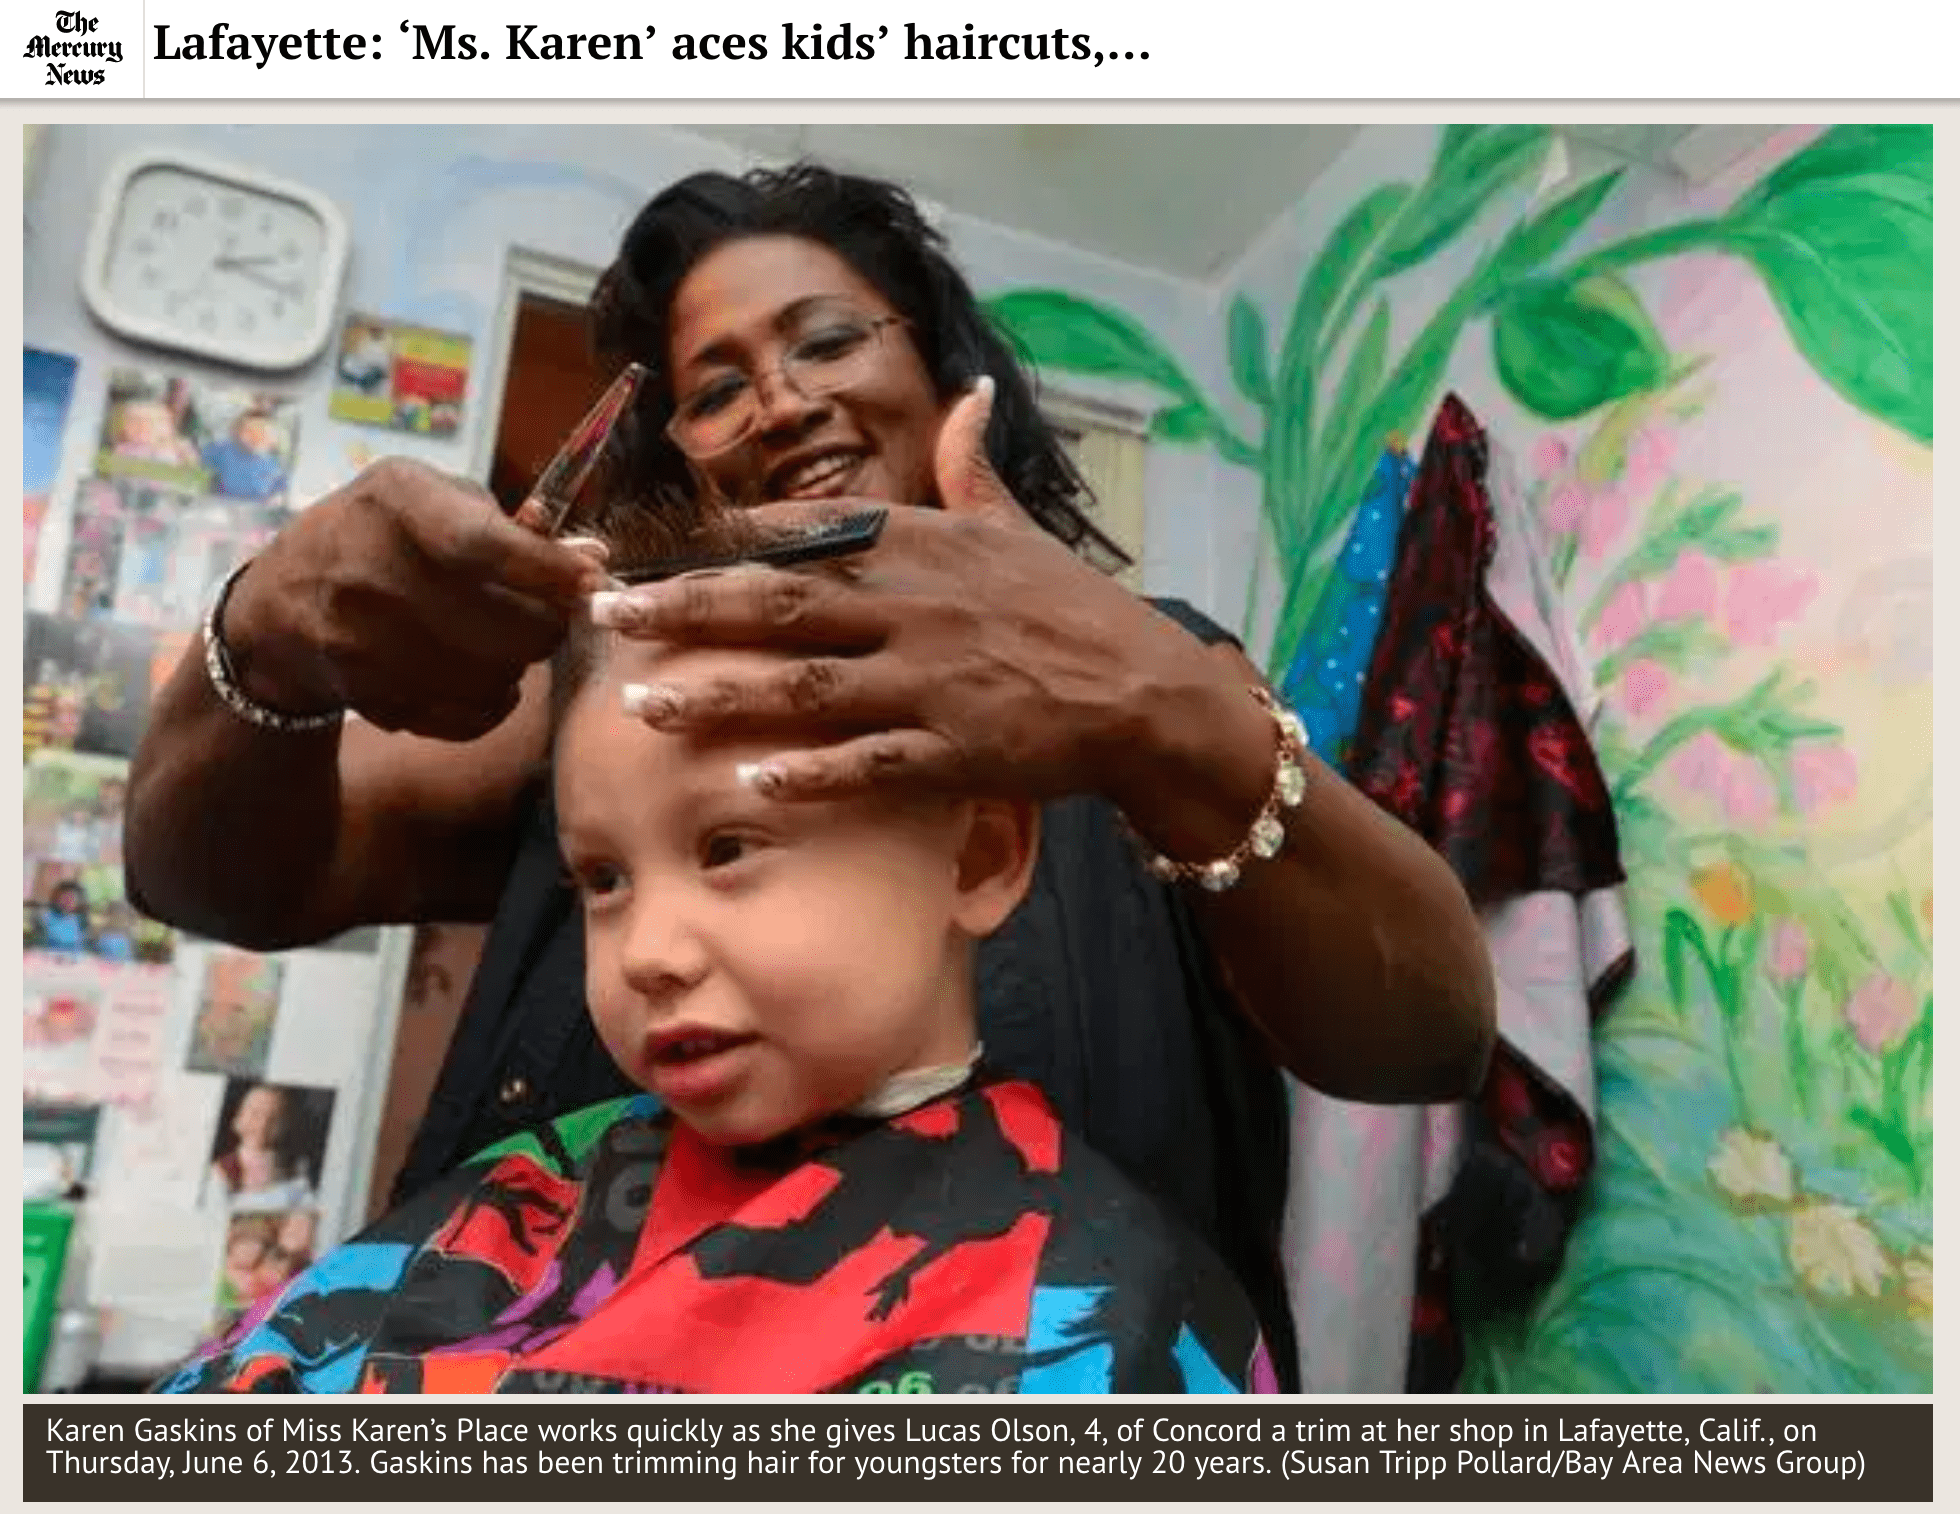 The
Mercury
News
Lafayette: ‘Ms. Karen’ aces kids’ haircuts,...
06
Karen Gaskins of Miss Karen’s Place works quickly as she gives Lucas Olson, 4, of Concord a trim at her shop in Lafayette, Calif., on
Thursday, June 6, 2013. Gaskins has been trimming hair for youngsters for nearly 20 years. (Susan Tripp Pollard/Bay Area News Group)